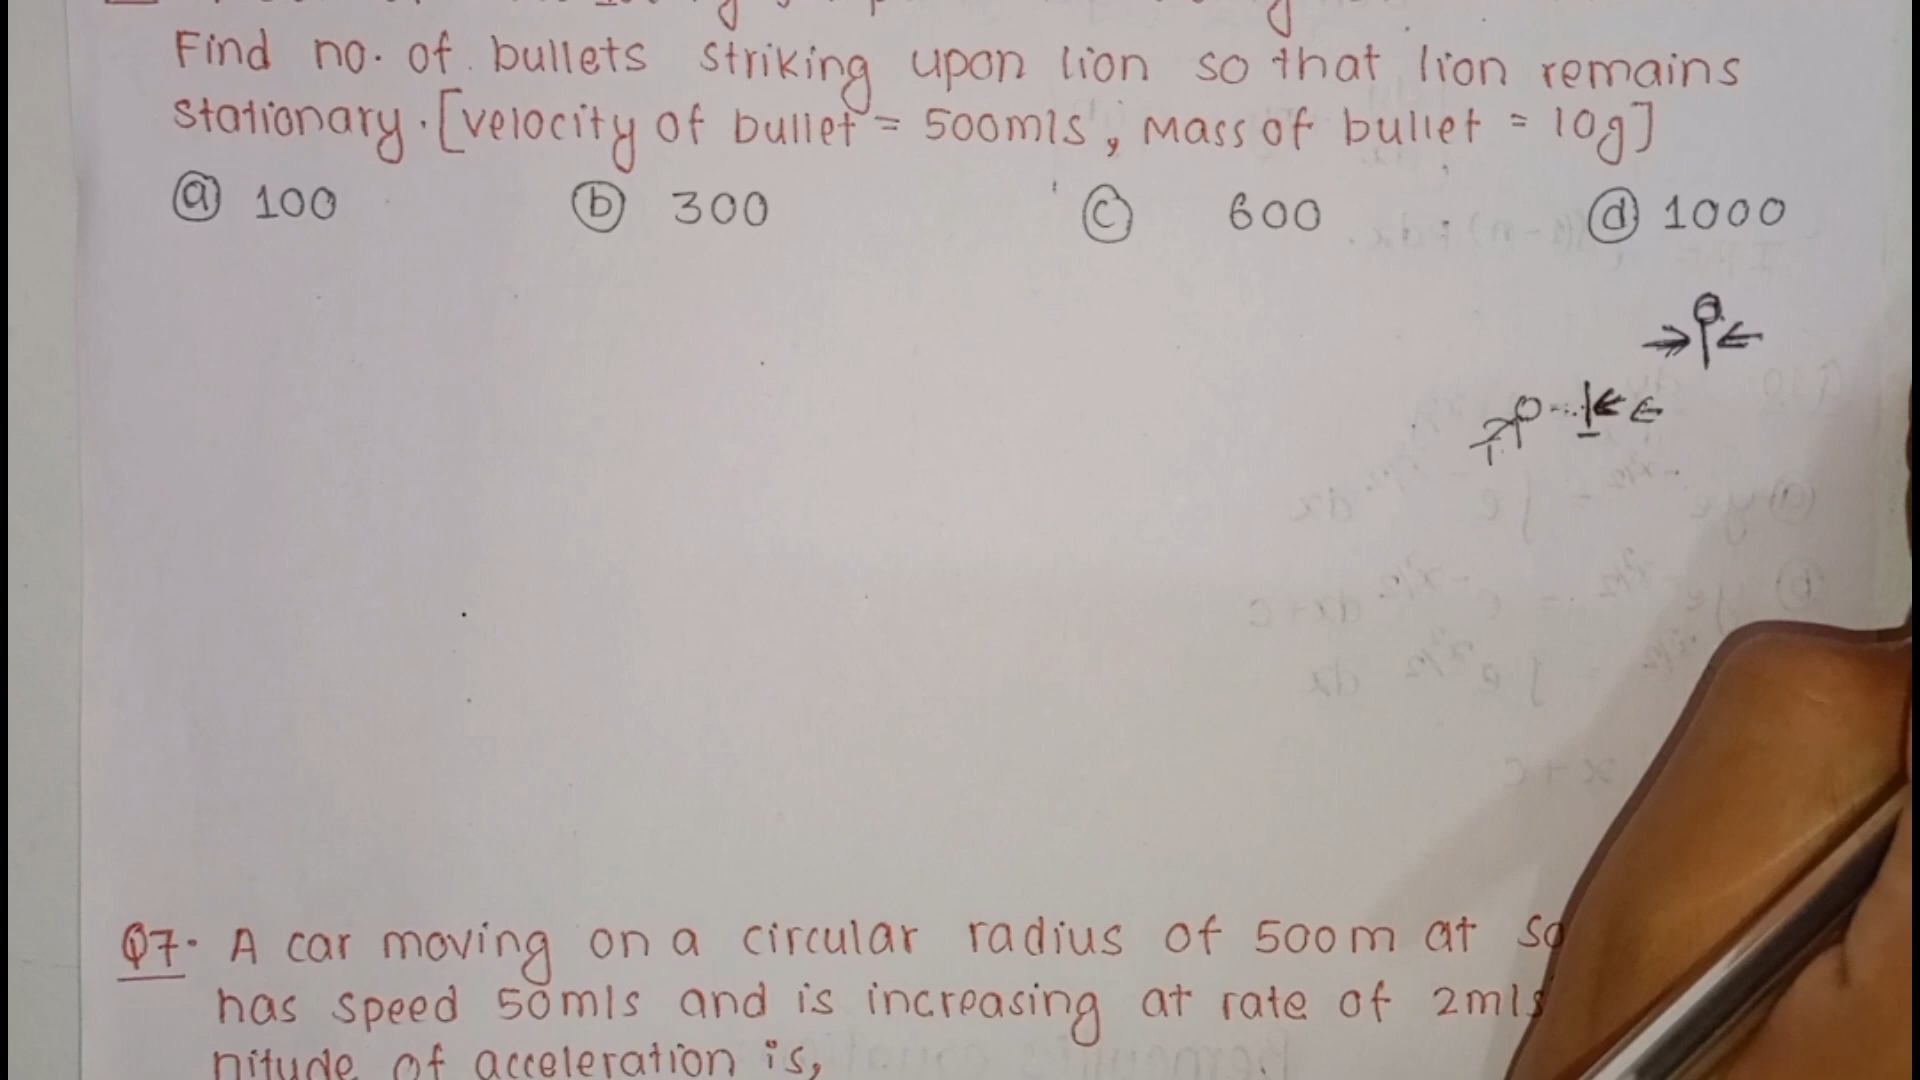 Find no. of bullets striking upon lion so that lion remains
stationary. [velocity of bullet = 500m/s, Mass of bullet = 10g]
(a) 100 (b) 300 (c) 600 (d) 1000
Q7. A car moving on a circular radius of 500m at
has speed 50m/s and is increasing at rate of 2m/s
nitude of acceleration is,